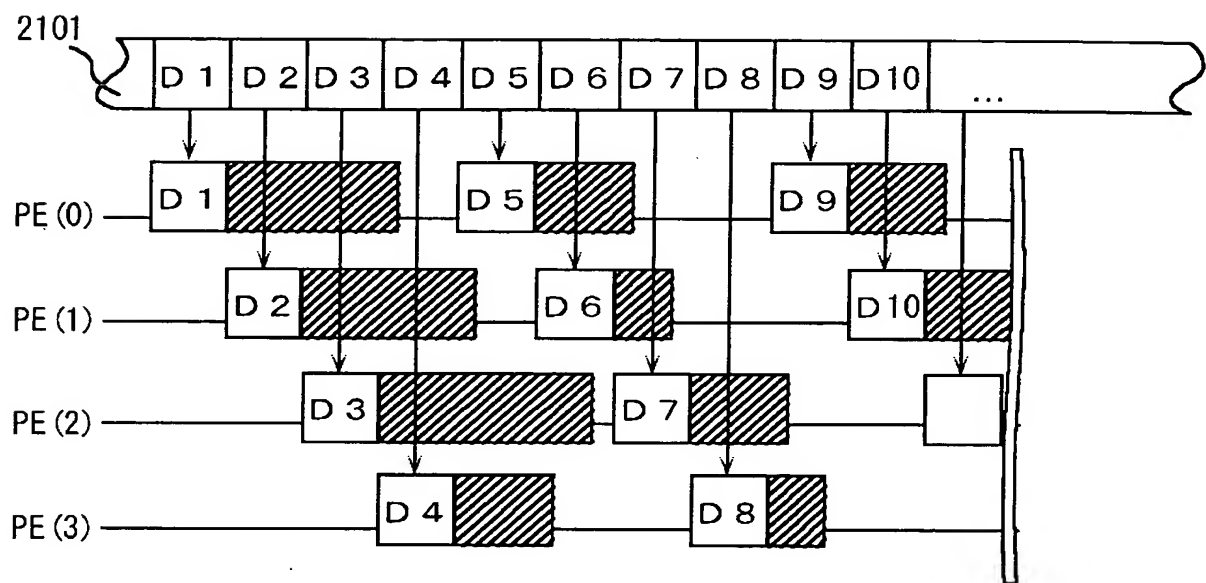 2101
D 1 D 2 D 3 D 4 D 5 D 6 D 7 D 8 D 9 D10 ...
PE(0) D 1 D 5 D 9
PE(1) D 2 D 6 D10
PE(2) D 3 D 7
PE(3) D 4 D 8